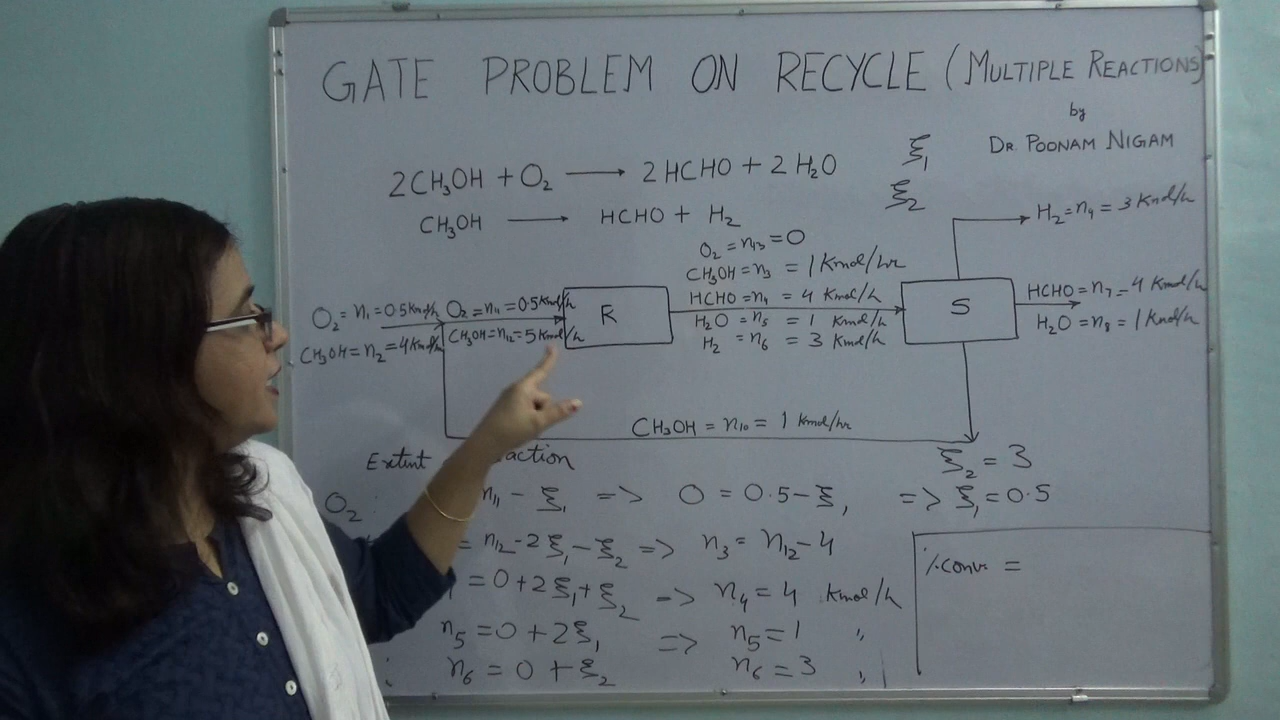 GATE PROBLEM ON RECYCLE (MULTIPLE REACTIONS)
by
DR. POONAM NIGAM
2CH₃OH + O₂ ⟶ 2HCHO + 2H₂O ξ₁
CH₃OH ⟶ HCHO + H₂ ξ₂
H₂ = n₉ = 3 Kmol/h
O₂ = n₁₃ = 0
CH₃OH = n₃ = 1 Kmol/hr
HCHO = n₄ = 4 Kmol/h
H₂O = n₅ = 1 Kmol/h
H₂ = n₆ = 3 Kmol/h
O₂ = n₁ = 0.5 Kmol/h
CH₃OH = n₂ = 4 Kmol/h
O₂ = n₁₁ = 0.5 Kmol/h
CH₃OH = n₁₂ = 5 Kmol/h
R
S
HCHO = n₇ = 4 Kmol/h
H₂O = n₈ = 1 Kmol/h
CH₃OH = n₁₀ = 1 Kmol/hr
Extent
ξ₂ = 3
O₂ : n₁₁ - ξ₁ => 0 = 0.5 - ξ₁ => ξ₁ = 0.5
= n₁₂ - 2ξ₁ - ξ₂ => n₃ = n₁₂ - 4
= 0 + 2ξ₁ + ξ₂ => n₄ = 4 Kmol/h
n₅ = 0 + 2ξ₁ => n₅ = 1 "
: n₆ = 0 + ξ₂ n₆ = 3 "
% conv. =